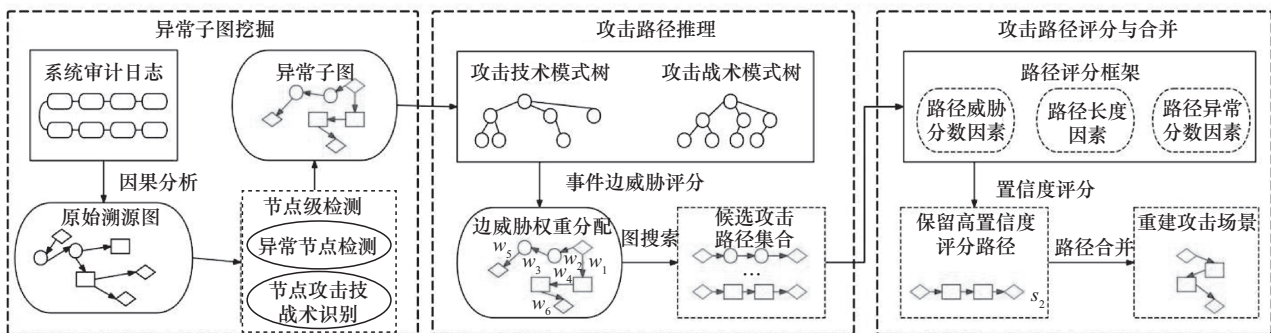 异常子图挖掘
系统审计日志
因果分析
原始溯源图
异常子图
节点级检测
异常节点检测
节点攻击技
战术识别
攻击路径推理
攻击技术模式树
攻击战术模式树
事件边威胁评分
边威胁权重分配
w5
w3
w2
w4
w1
w6
图搜索
候选攻击
路径集合
...
攻击路径评分与合并
路径评分框架
路径威胁
分数因素
路径长度
因素
路径异常
分数因素
置信度评分
保留高置信度
评分路径
s2
路径合并
重建攻击场景